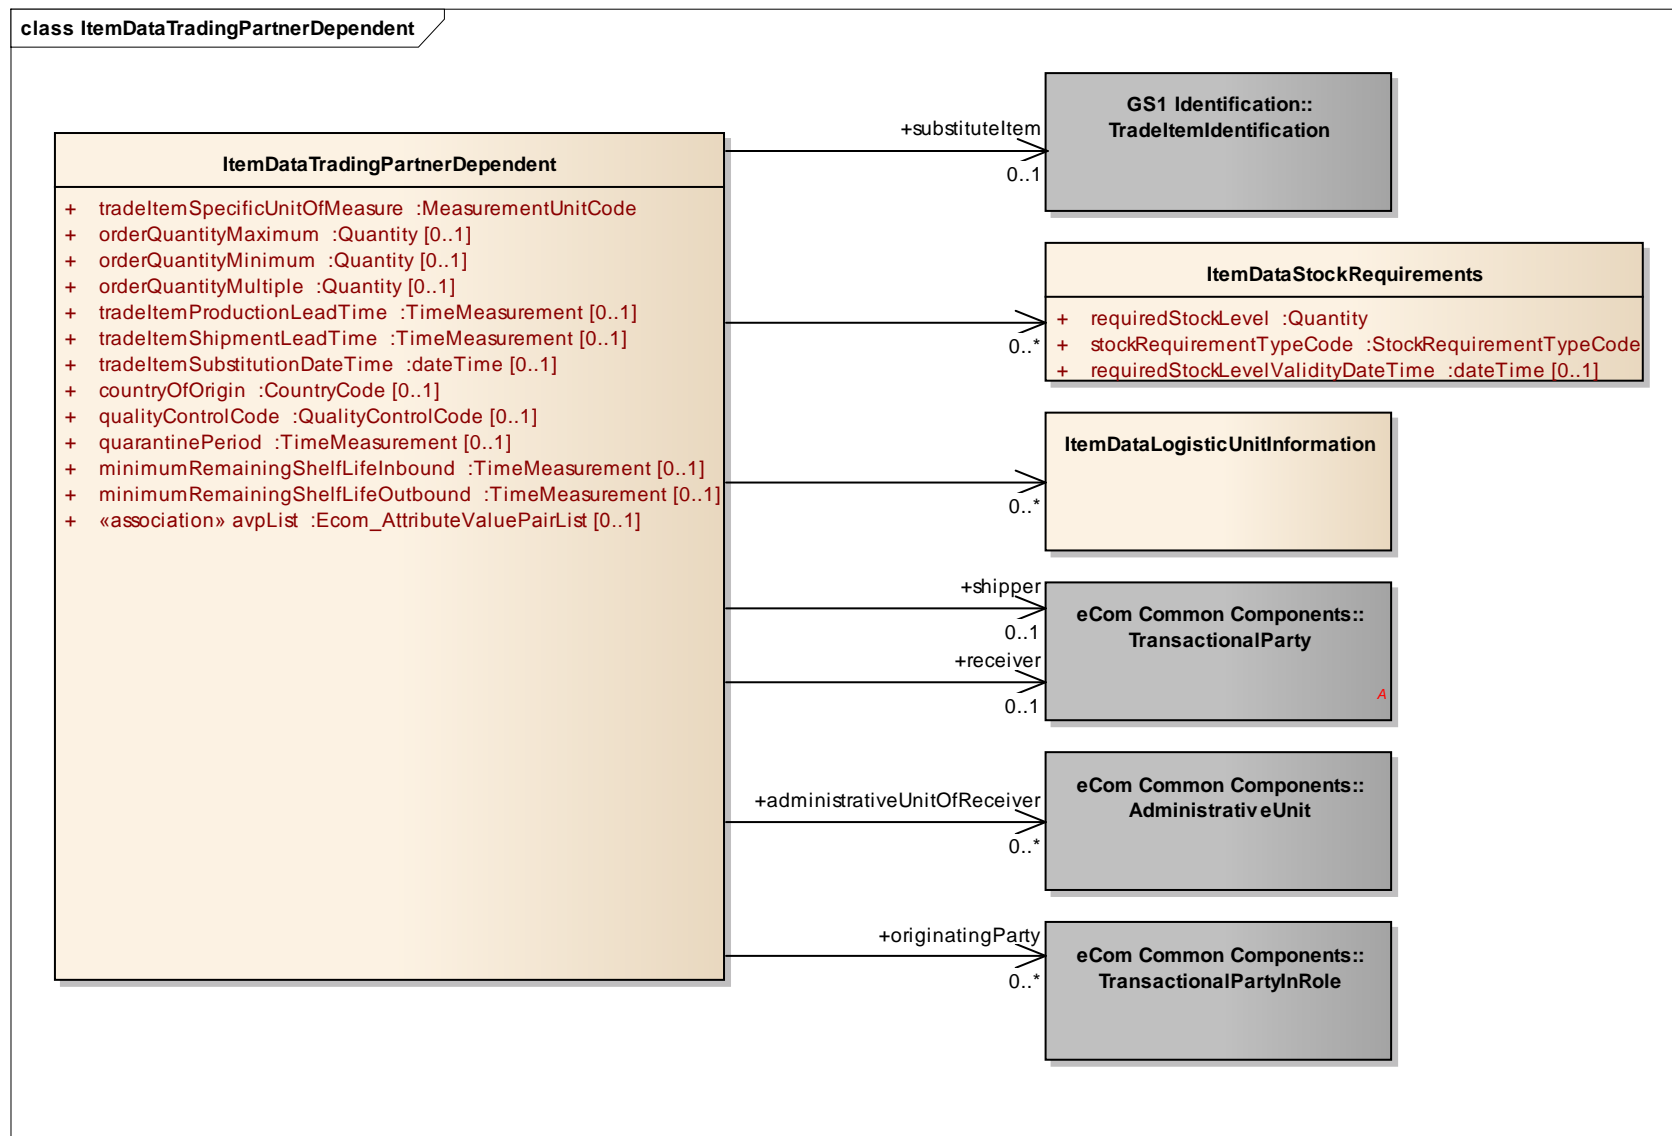 class ItemDataTradingPartnerDependent
ItemDataTradingPartnerDependent
+ tradeItemSpecificUnitOfMeasure :MeasurementUnitCode
+ orderQuantityMaximum :Quantity [0..1]
+ orderQuantityMinimum :Quantity [0..1]
+ orderQuantityMultiple :Quantity [0..1]
+ tradeItemProductionLeadTime :TimeMeasurement [0..1]
+ tradeItemShipmentLeadTime :TimeMeasurement [0..1]
+ tradeItemSubstitutionDateTime :dateTime [0..1]
+ countryOfOrigin :CountryCode [0..1]
+ qualityControlCode :QualityControlCode [0..1]
+ quarantinePeriod :TimeMeasurement [0..1]
+ minimumRemainingShelfLifeInbound :TimeMeasurement [0..1]
+ minimumRemainingShelfLifeOutbound :TimeMeasurement [0..1]
+ «association» avpList :Ecom_AttributeValuePairList [0..1]
+substituteItem
0..1
GS1 Identification::
TradeItemIdentification
0..*
ItemDataStockRequirements
+ requiredStockLevel :Quantity
+ stockRequirementTypeCode :StockRequirementTypeCode
+ requiredStockLevelValidityDateTime :dateTime [0..1]
0..*
ItemDataLogisticUnitInformation
+shipper
0..1
+receiver
0..1
eCom Common Components::
TransactionalParty
A
+administrativeUnitOfReceiver
0..*
eCom Common Components::
AdministrativeUnit
+originatingParty
0..*
eCom Common Components::
TransactionalPartyInRole